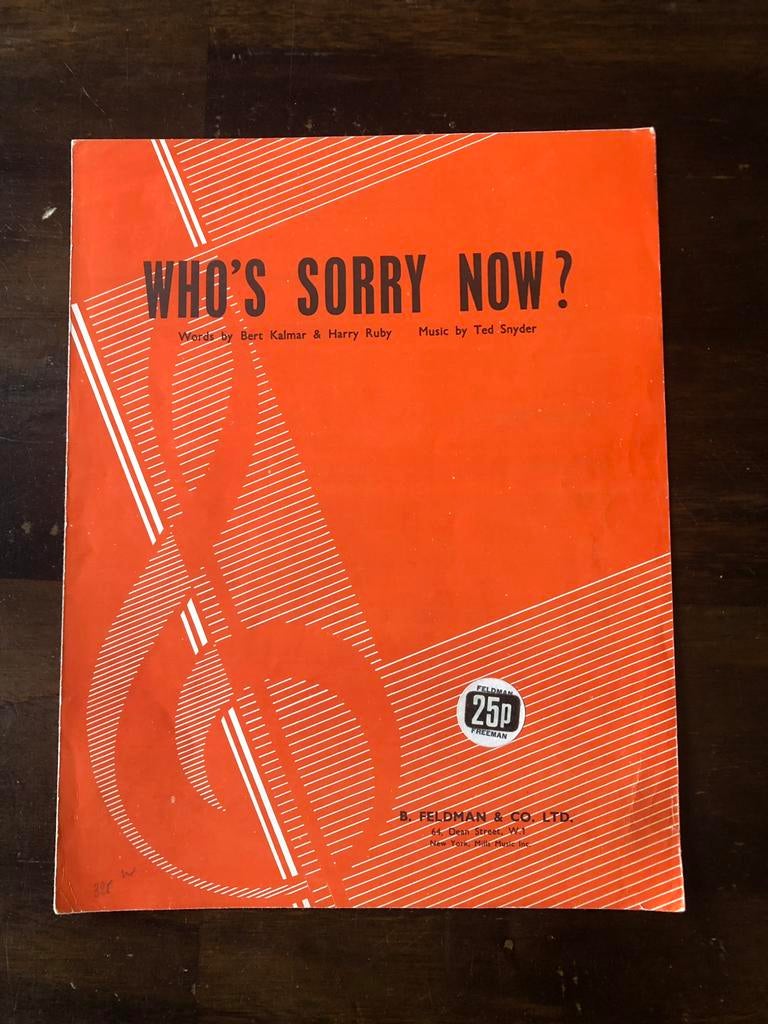 WHO'S SORRY NOW?
Words by Bert Kalmar & Harry Ruby Music by Ted Snyder
FELDMAN
25p
FREEMAN
B. FELDMAN & CO. LTD.
64, Dean Street, W.1
New York, Mills Music Inc.